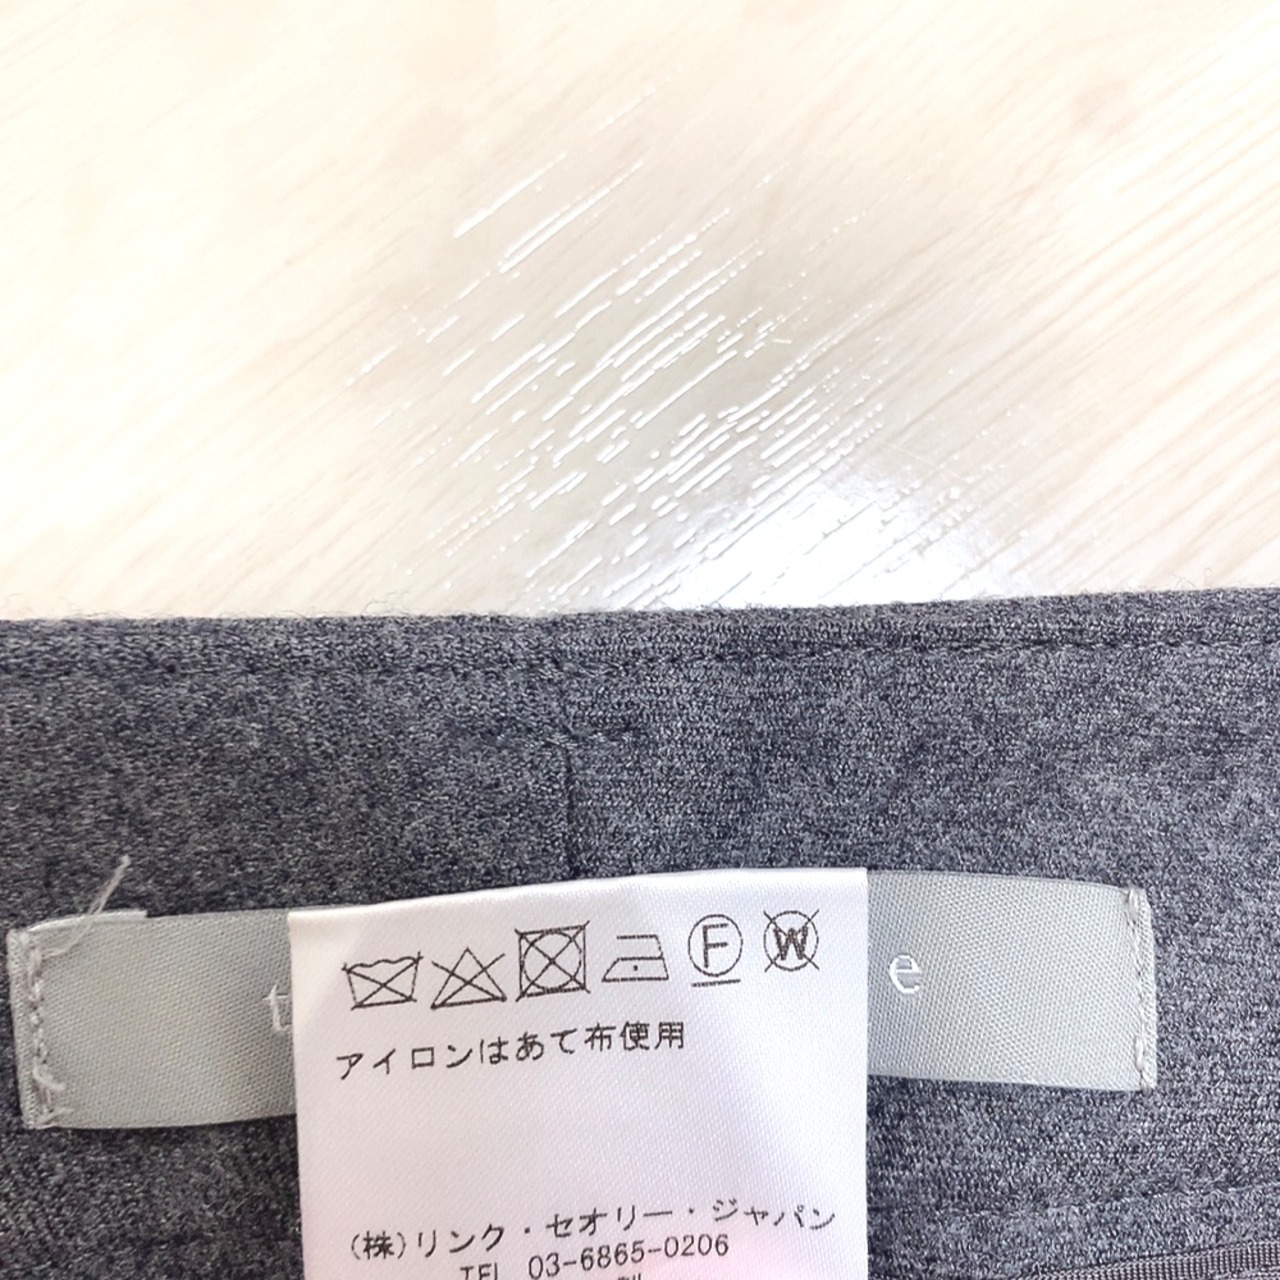 F W
アイロンはあて布使用
t e
(株)リンク・セオリー・ジャパン
TEL 03-6865-0206